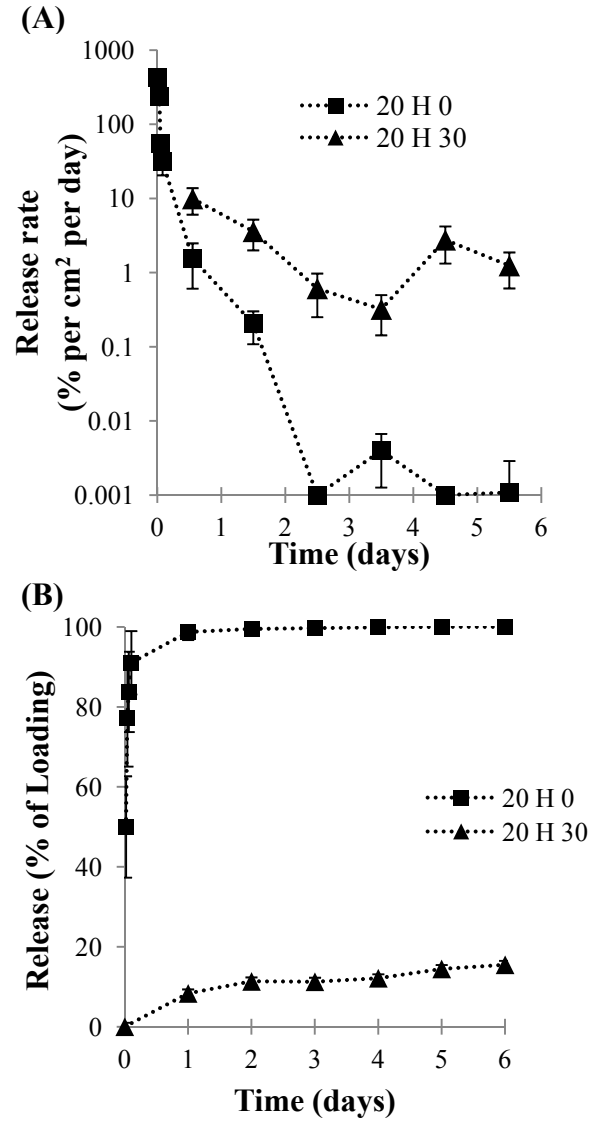 (A)
Release rate
(% per cm² per day)
1000
100
10
1
0.1
0.01
0.001
20 H 0
20 H 30
0 1 2 3 4 5 6
Time (days)
(B)
Release (% of Loading)
100
80
60
40
20
0
20 H 0
20 H 30
0 1 2 3 4 5 6
Time (days)